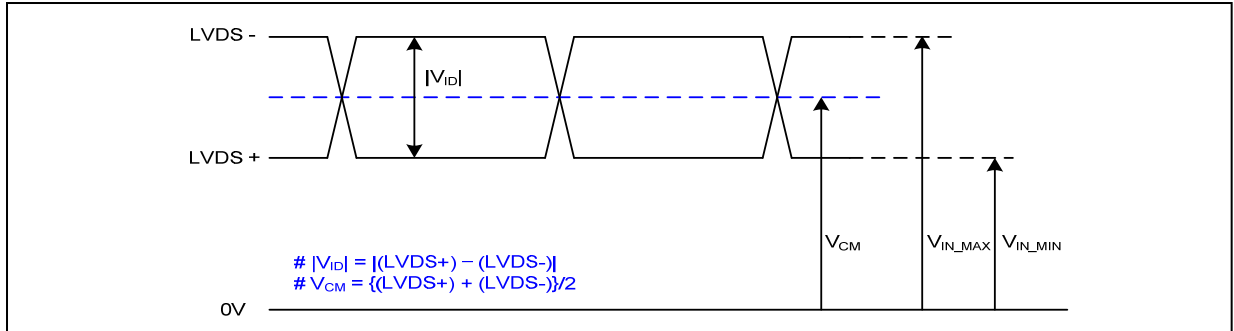 LVDS -
|VID|
LVDS +
VCM
VIN_MAX
VIN_MIN
# |VID| = |(LVDS+) – (LVDS-)|
# VCM = {(LVDS+) + (LVDS-)}/2
0V